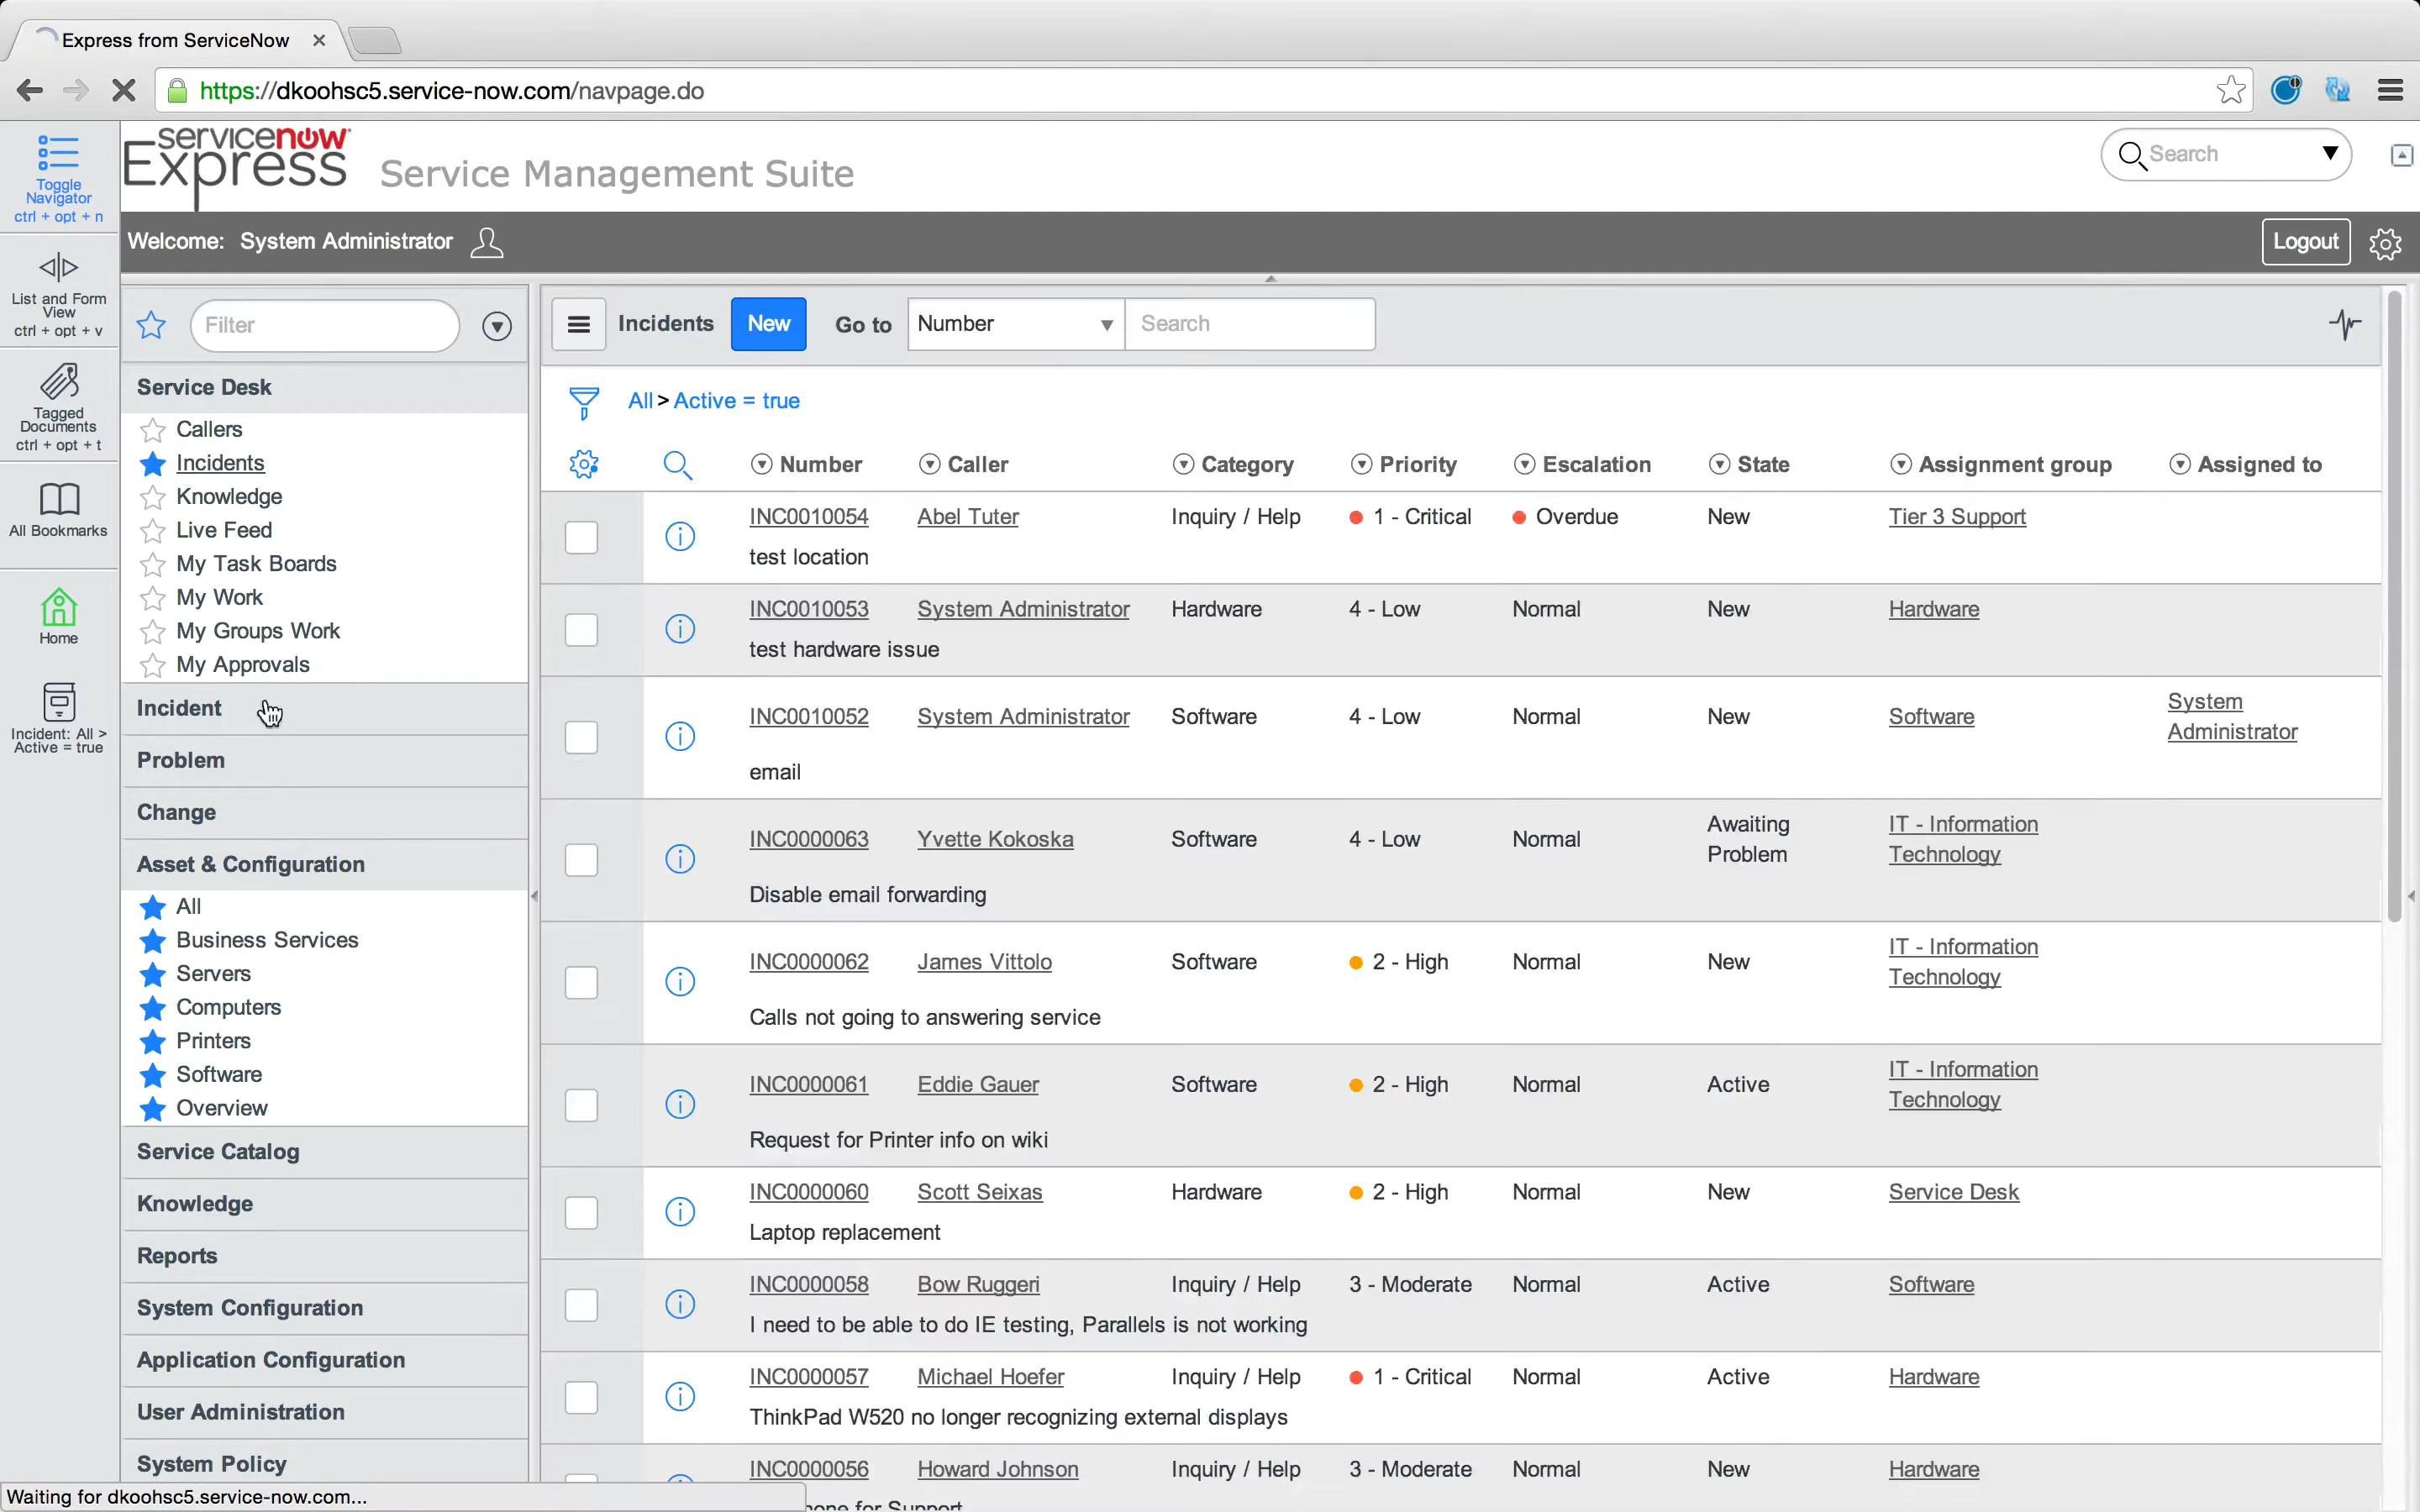 Express from ServiceNow
https://dkoohsc5.service-now.com/navpage.do
Toggle
Navigator
ctrl + opt + n
List and Form
View
ctrl + opt + v
Tagged
Documents
ctrl + opt + t
All Bookmarks
Home
Incident: All >
Active = true
servicenow
Express
Service Management Suite
Search
Welcome: System Administrator
Logout
Filter
Service Desk
Callers
Incidents
Knowledge
Live Feed
My Task Boards
My Work
My Groups Work
My Approvals
Incident
Problem
Change
Asset & Configuration
All
Business Services
Servers
Computers
Printers
Software
Overview
Service Catalog
Knowledge
Reports
System Configuration
Application Configuration
User Administration
System Policy
Incidents New Go to Number Search
All > Active = true
Number Caller Category Priority Escalation State Assignment group Assigned to
INC0010054 Abel Tuter Inquiry / Help 1 - Critical Overdue New Tier 3 Support
test location
INC0010053 System Administrator Hardware 4 - Low Normal New Hardware
test hardware issue
INC0010052 System Administrator Software 4 - Low Normal New Software System
Administrator
email
INC0000063 Yvette Kokoska Software 4 - Low Normal Awaiting IT - Information
Problem Technology
Disable email forwarding
INC0000062 James Vittolo Software 2 - High Normal New IT - Information
Technology
Calls not going to answering service
INC0000061 Eddie Gauer Software 2 - High Normal Active IT - Information
Technology
Request for Printer info on wiki
INC0000060 Scott Seixas Hardware 2 - High Normal New Service Desk
Laptop replacement
INC0000058 Bow Ruggeri Inquiry / Help 3 - Moderate Normal Active Software
I need to be able to do IE testing, Parallels is not working
INC0000057 Michael Hoefer Inquiry / Help 1 - Critical Normal Active Hardware
ThinkPad W520 no longer recognizing external displays
INC0000056 Howard Johnson Inquiry / Help 3 - Moderate Normal New Hardware
for Support
Waiting for dkoohsc5.service-now.com...